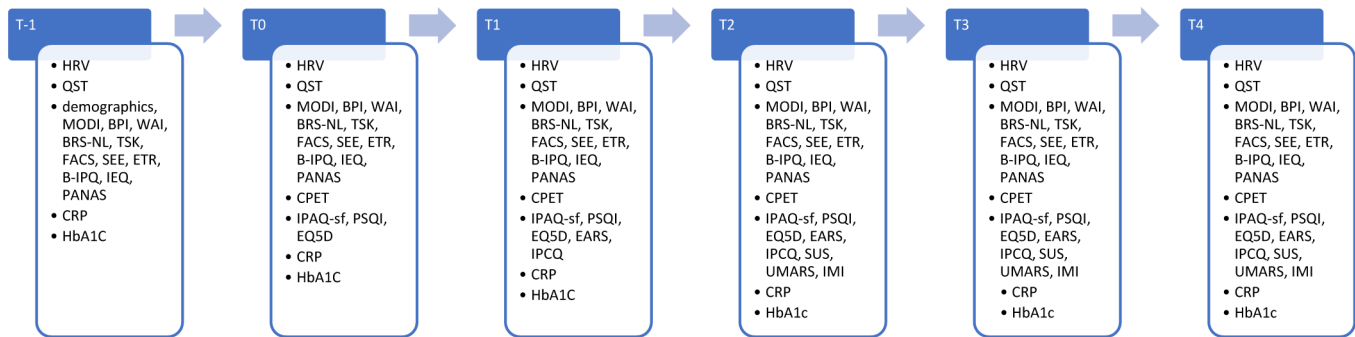 T-1
• HRV
• QST
• demographics,
MODI, BPI, WAI,
BRS-NL, TSK,
FACS, SEE, ETR,
B-IPQ, IEQ,
PANAS
• CRP
• HbA1C
T0
• HRV
• QST
• MODI, BPI, WAI,
BRS-NL, TSK,
FACS, SEE, ETR,
B-IPQ, IEQ,
PANAS
• CPET
• IPAQ-sf, PSQI,
EQ5D
• CRP
• HbA1C
T1
• HRV
• QST
• MODI, BPI, WAI,
BRS-NL, TSK,
FACS, SEE, ETR,
B-IPQ, IEQ,
PANAS
• CPET
• IPAQ-sf, PSQI,
EQ5D, EARS,
IPCQ
• CRP
• HbA1C
T2
• HRV
• QST
• MODI, BPI, WAI,
BRS-NL, TSK,
FACS, SEE, ETR,
B-IPQ, IEQ,
PANAS
• CPET
• IPAQ-sf, PSQI,
EQ5D, EARS,
IPCQ, SUS,
UMARS, IMI
• CRP
• HbA1c
T3
• HRV
• QST
• MODI, BPI, WAI,
BRS-NL, TSK,
FACS, SEE, ETR,
B-IPQ, IEQ,
PANAS
• CPET
• IPAQ-sf, PSQI,
EQ5D, EARS,
IPCQ, SUS,
UMARS, IMI
• CRP
• HbA1c
T4
• HRV
• QST
• MODI, BPI, WAI,
BRS-NL, TSK,
FACS, SEE, ETR,
B-IPQ, IEQ,
PANAS
• CPET
• IPAQ-sf, PSQI,
EQ5D, EARS,
IPCQ, SUS,
UMARS, IMI
• CRP
• HbA1c